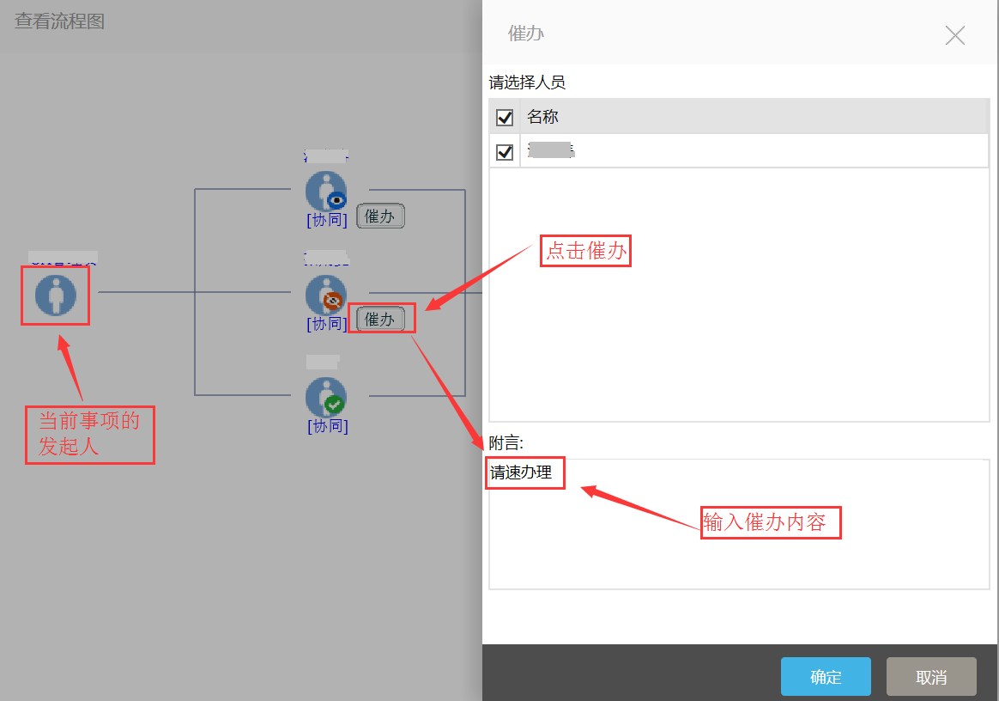 查看流程图
[协同]
催办
[协同]
催办
[协同]
当前事项的
发起人
催办
请选择人员
名称
点击催办
附言:
请速办理
输入催办内容
确定
取消